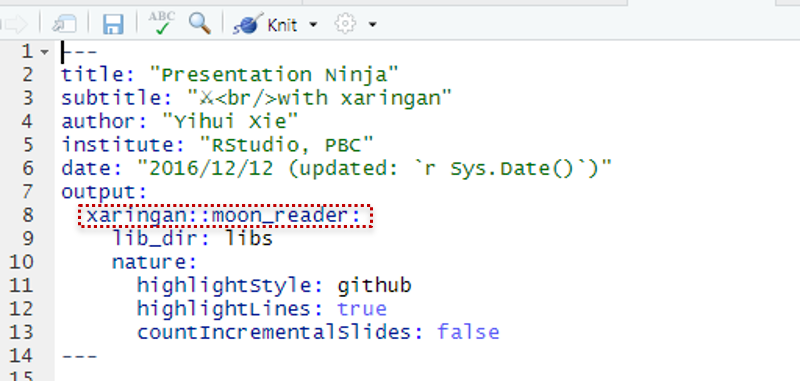 ABC Knit
1 ---
2 title: "Presentation Ninja"
3 subtitle: "⚔<br/>with xaringan"
4 author: "Yihui Xie"
5 institute: "RStudio, PBC"
6 date: "2016/12/12 (updated: `r Sys.Date()`)"
7 output:
8   xaringan::moon_reader:
9     lib_dir: libs
10     nature:
11       highlightStyle: github
12       highlightLines: true
13       countIncrementalSlides: false
14 ---
15